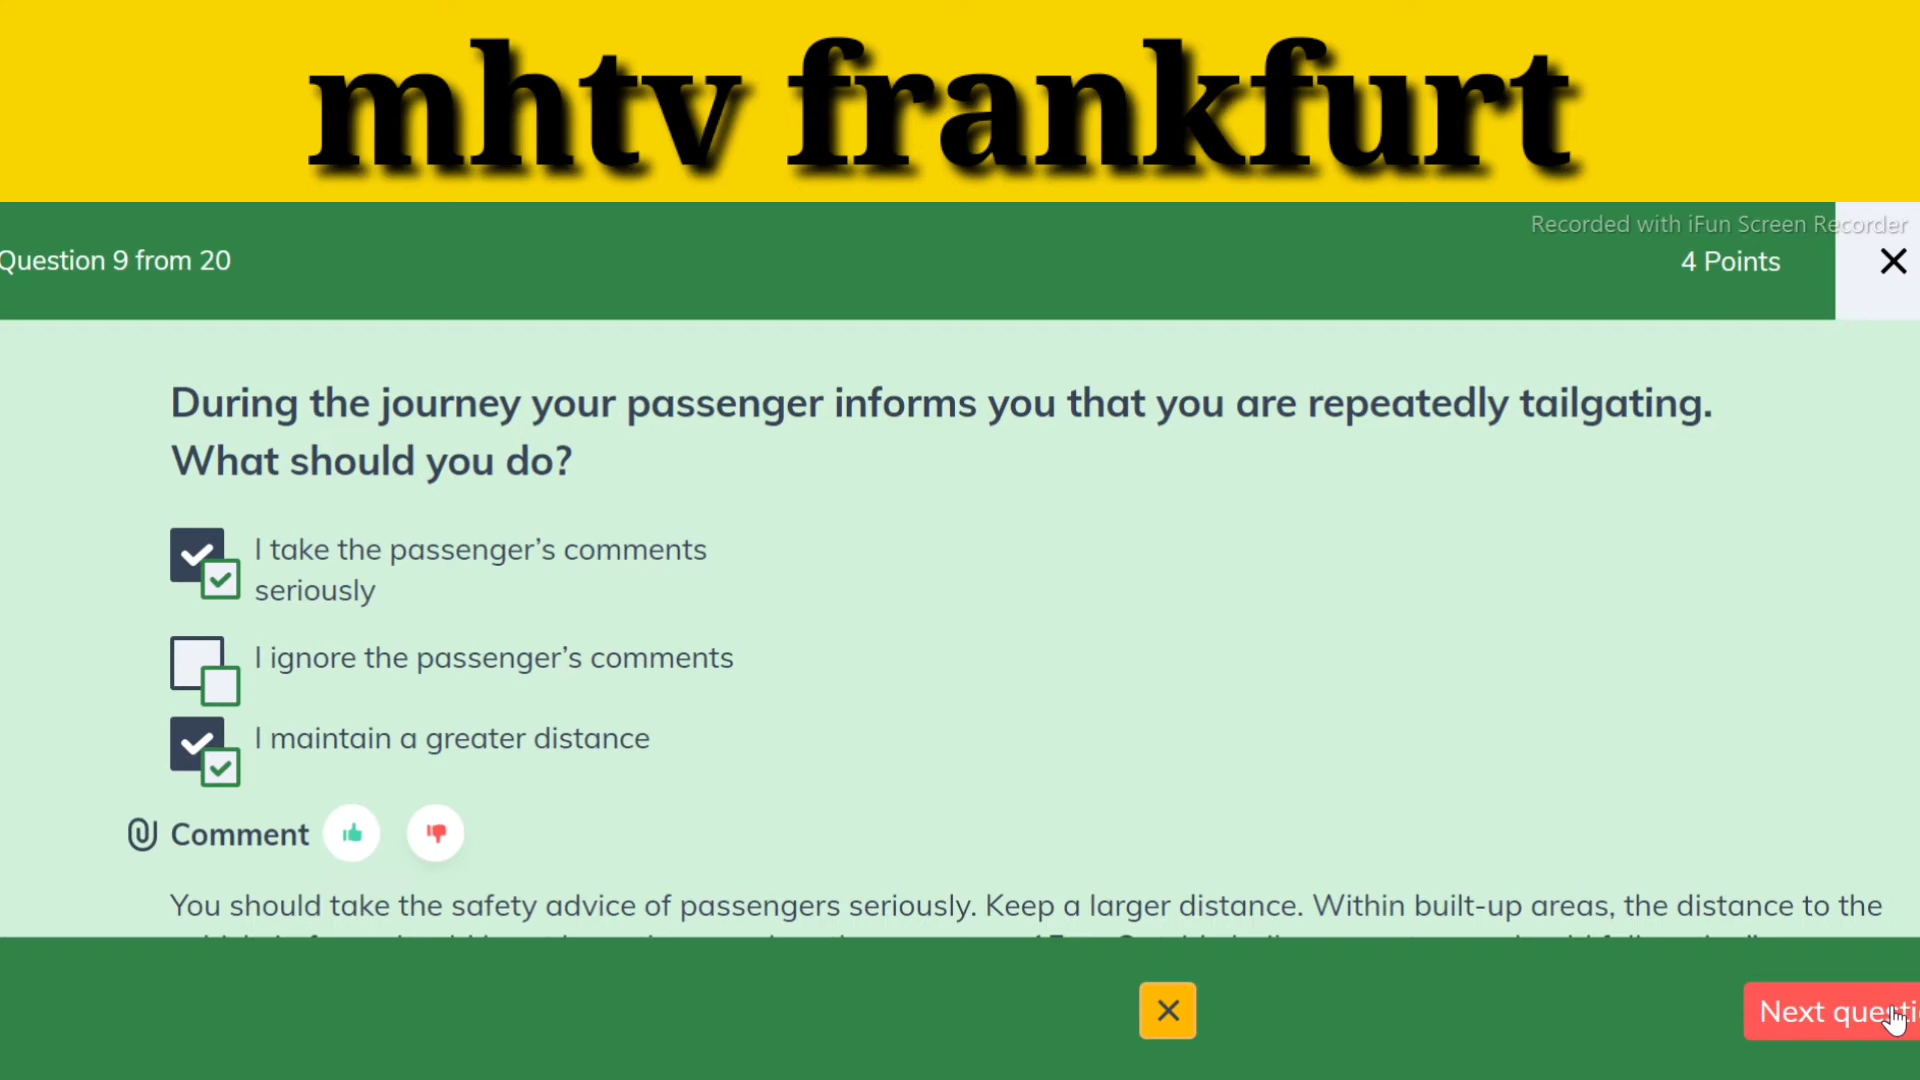 mhtv frankfurt
Recorded with iFun Screen Recorder
Question 9 from 20
4 Points
During the journey your passenger informs you that you are repeatedly tailgating.
What should you do?
I take the passenger’s comments
seriously
I ignore the passenger’s comments
I maintain a greater distance
Comment
You should take the safety advice of passengers seriously. Keep a larger distance. Within built-up areas, the distance to the
Next questi